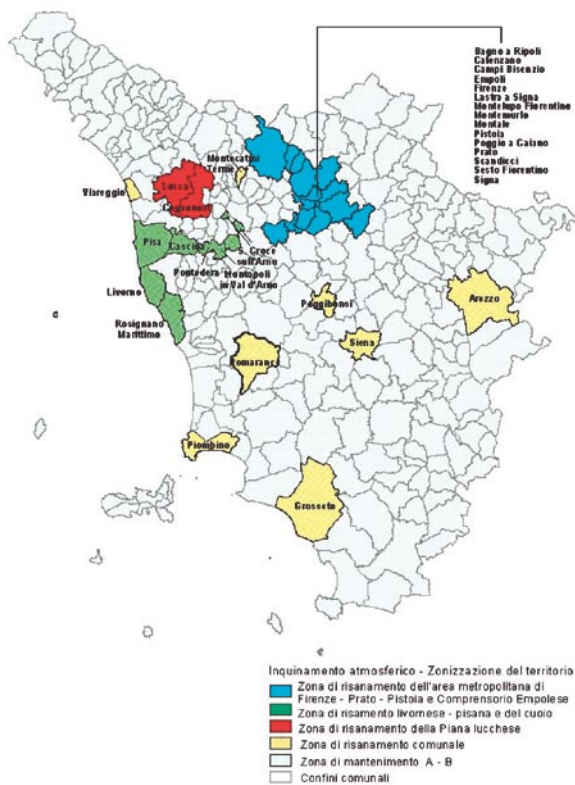 Bagno a Ripoli
Calenzano
Campi Bisenzio
Empoli
Firenze
Lastra a Signa
Montelupo Fiorentino
Montemurlo
Montale
Pistoia
Poggio a Caiano
Prato
Scandicci
Sesto Fiorentino
Signa
Montecatini
Terme
Viareggio
Lucca
Capannori
Pisa
Cascina
S. Croce
sull'Arno
Pontedera
Montopoli
in Val d'Arno
Livorno
Rosignano
Marittimo
Poggibonsi
Arezzo
Siena
Pomarance
Piombino
Grosseto
Inquinamento atmosferico - Zonizzazione del territorio
Zona di risanamento dell'area metropolitana di
Firenze - Prato - Pistoia e Comprensorio Empolese
Zona di risamento livornese - pisana e del cuoio
Zona di risanamento della Piana lucchese
Zona di risanamento comunale
Zona di mantenimento A - B
Confini comunali